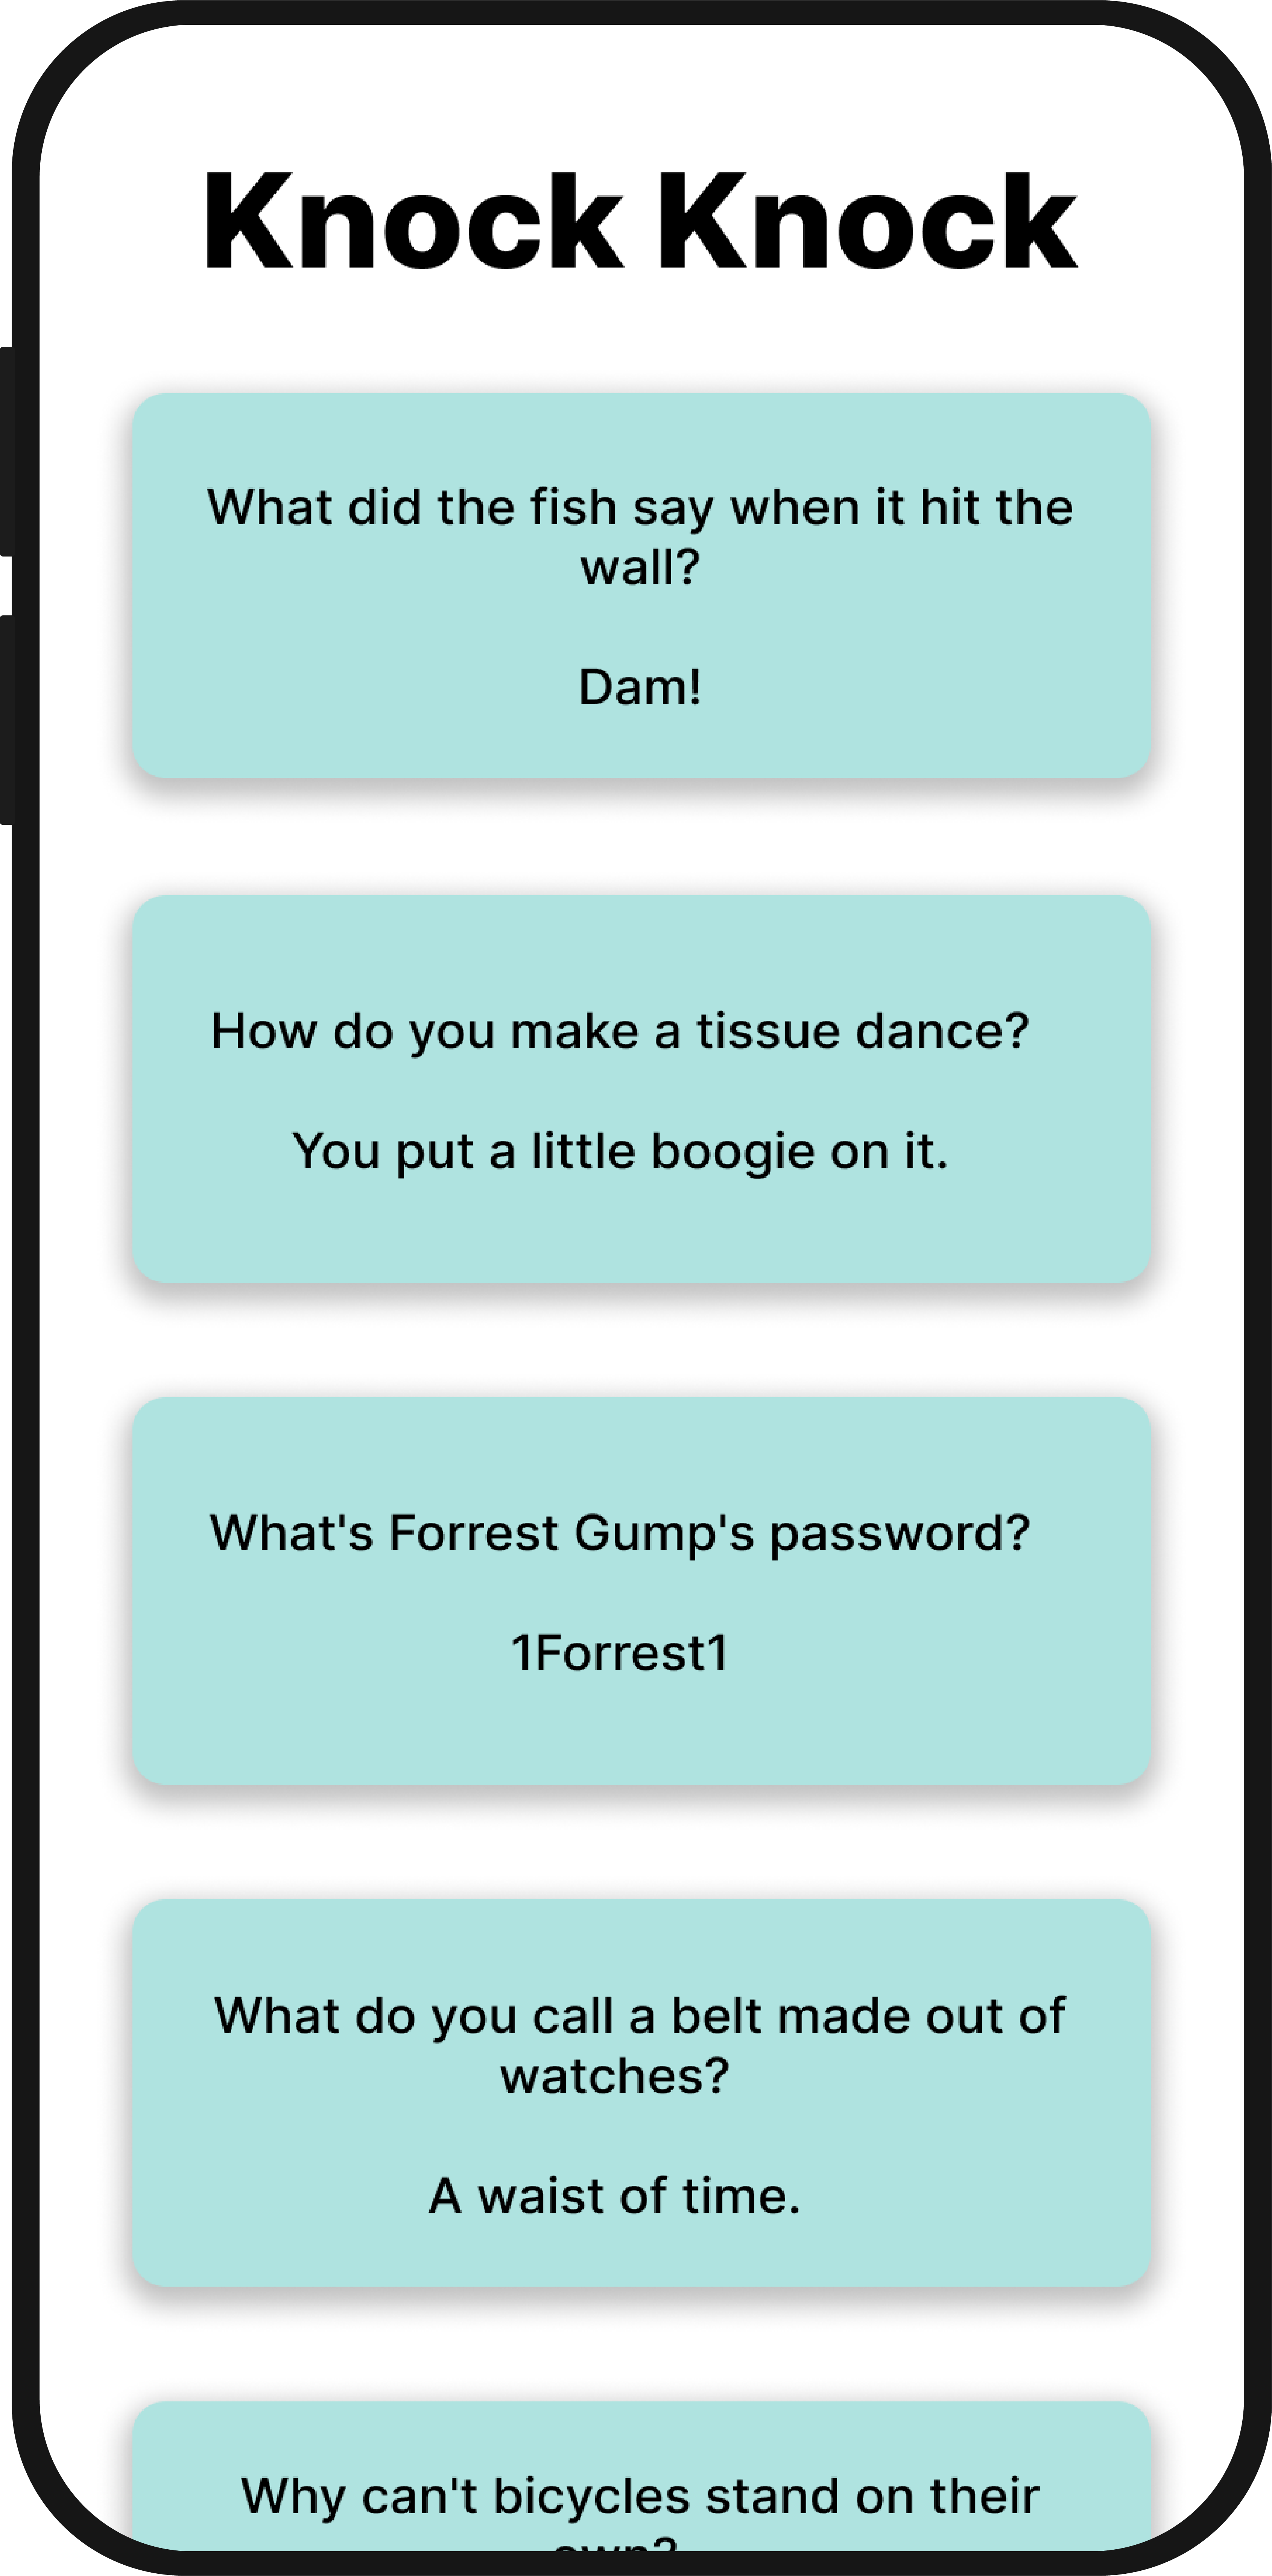 Knock Knock
What did the fish say when it hit the
wall?
Dam!
How do you make a tissue dance?
You put a little boogie on it.
What's Forrest Gump's password?
1Forrest1
What do you call a belt made out of
watches?
A waist of time.
Why can't bicycles stand on their
own?